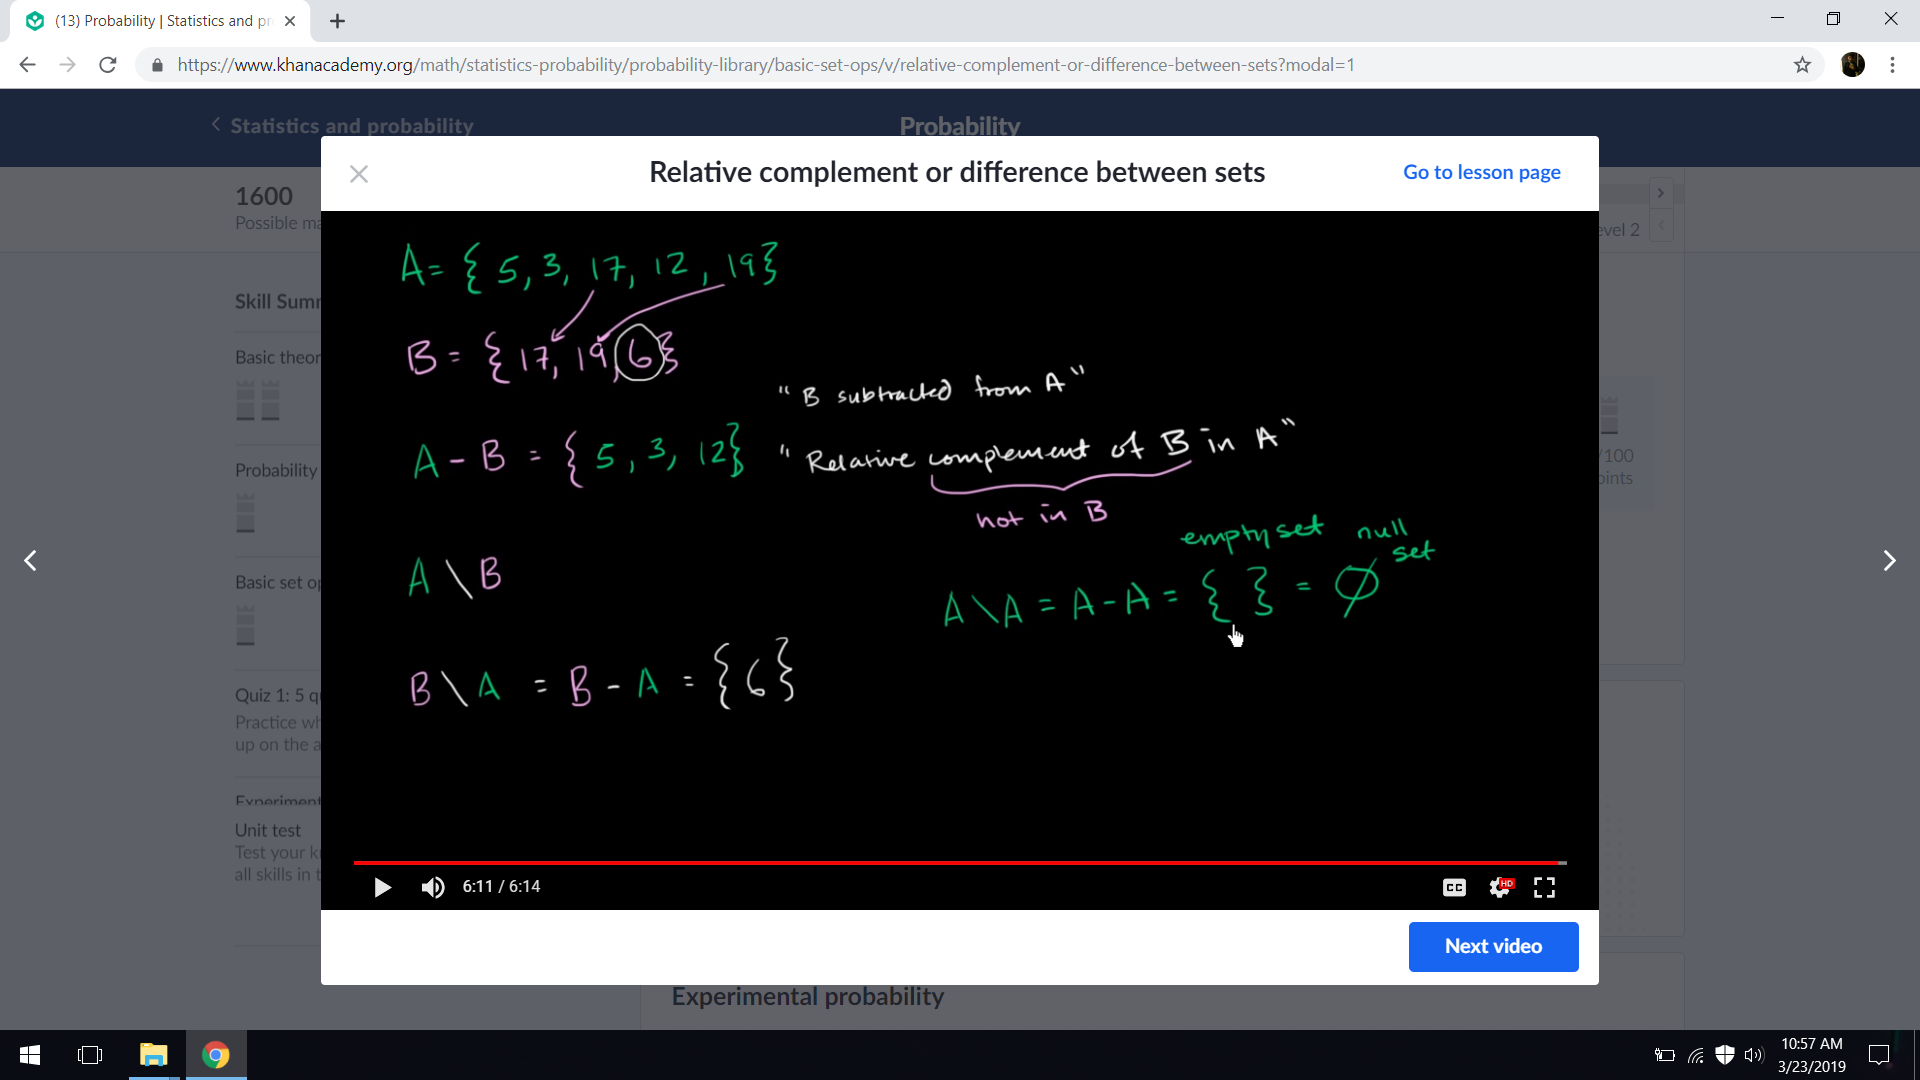 (13) Probability | Statistics and pr
https://www.khanacademy.org/math/statistics-probability/probability-library/basic-set-ops/v/relative-complement-or-difference-between-sets?modal=1
Statistics and probability
Probability
1600
Possible ma
evel 2
Skill Summ
Basic theor
Probability
/100
oints
Basic set op
Quiz 1: 5 qu
Practice wh
up on the a
Experiment
Unit test
Test your k
all skills in t
Relative complement or difference between sets
Go to lesson page
A = { 5, 3, 17, 12, 19}
B = { 17, 19, 6}
"B subtracted from A"
A - B = { 5, 3, 12} "Relative complement of B in A"
not in B
empty set null set
A \ B
A \ A = A - A = { } = ∅
B \ A = B - A = {6}
6:11 / 6:14
CC
HD
Next video
Experimental probability
10:57 AM
3/23/2019